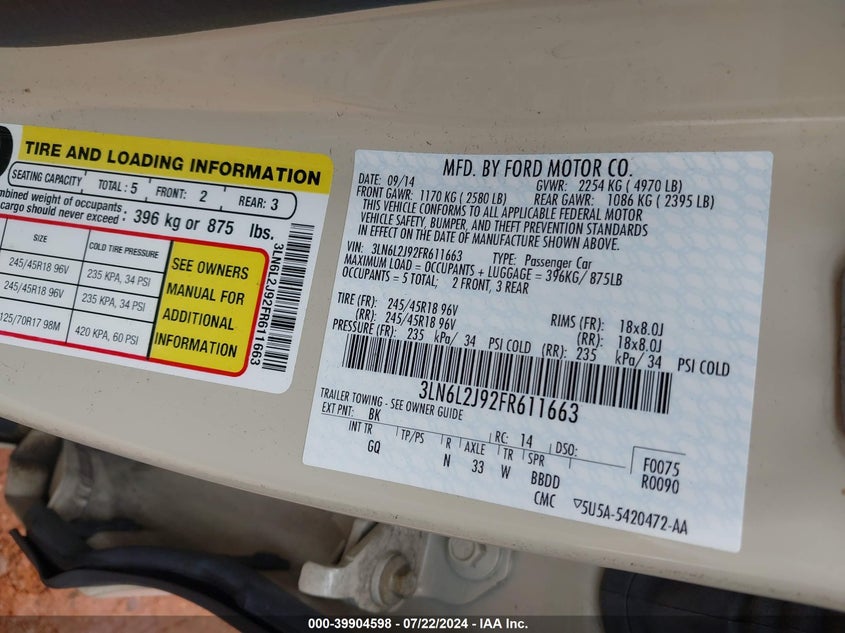 TIRE AND LOADING INFORMATION
SEATING CAPACITY TOTAL: 5 FRONT: 2 REAR: 3
weight of occupants
cargo should never exceed: 396 kg or 875 lbs.
SIZE COLD TIRE PRESSURE
245/45R18 96V 235 KPA, 34 PSI
245/45R18 96V 235 KPA, 34 PSI
125/70R17 98M 420 KPA, 60 PSI
SEE OWNERS
MANUAL FOR
ADDITIONAL
INFORMATION
3LN6L2J92FR611663
MFD. BY FORD MOTOR CO.
DATE: 09/14 GVWR: 2254 KG ( 4970 LB)
FRONT GAWR: 1170 KG ( 2580 LB) REAR GAWR: 1086 KG ( 2395 LB)
THIS VEHICLE CONFORMS TO ALL APPLICABLE FEDERAL MOTOR
VEHICLE SAFETY, BUMPER, AND THEFT PREVENTION STANDARDS
IN EFFECT ON THE DATE OF MANUFACTURE SHOWN ABOVE.
VIN: 3LN6L2J92FR611663 TYPE: Passenger Car
MAXIMUM LOAD = OCCUPANTS + LUGGAGE = 396KG/ 875LB
OCCUPANTS = 5 TOTAL; 2 FRONT, 3 REAR
TIRE (FR): 245/45R18 96V RIMS (FR): 18x8.0J
(RR): 245/45R18 96V (RR): 18x8.0J
PRESSURE (FR): 235 kPa/ 34 PSI COLD (RR): 235 kPa/ 34 PSI COLD
3LN6L2J92FR611663
TRAILER TOWING - SEE OWNER GUIDE
EXT PNT: BK RC: 14 DSO:
INT TR TP/PS R AXLE TR SPR F0075
GQ N 33 W BBDD R0090
CMC ▽5U5A-5420472-AA
000-39904598 - 07/22/2024 - IAA Inc.